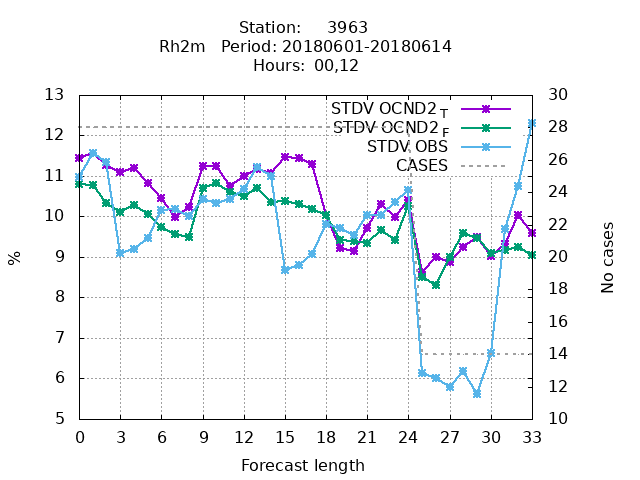 Station:     3963
Rh2m   Period: 20180601-20180614
Hours:  00,12
STDV OCND2 T
STDV OCND2 F
STDV OBS
CASES
13
12
11
10
9
8
7
6
5
%
30
28
26
24
22
20
18
16
14
12
10
No cases
0 3 6 9 12 15 18 21 24 27 30 33
Forecast length